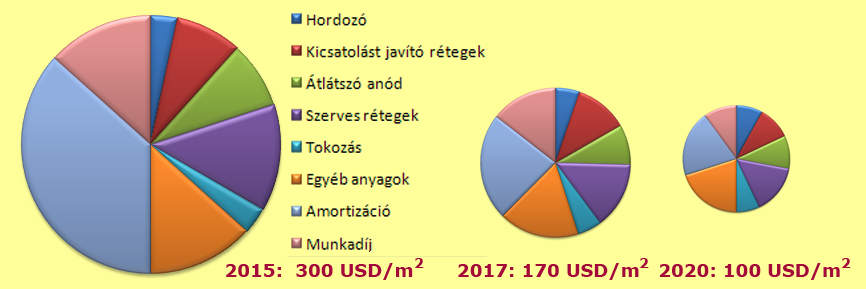 Hordozó
Kicsatolást javító rétegek
Átlátszó anód
Szerves rétegek
Tokozás
Egyéb anyagok
Amortizáció
Munkadíj
2015: 300 USD/m²
2017: 170 USD/m²
2020: 100 USD/m²